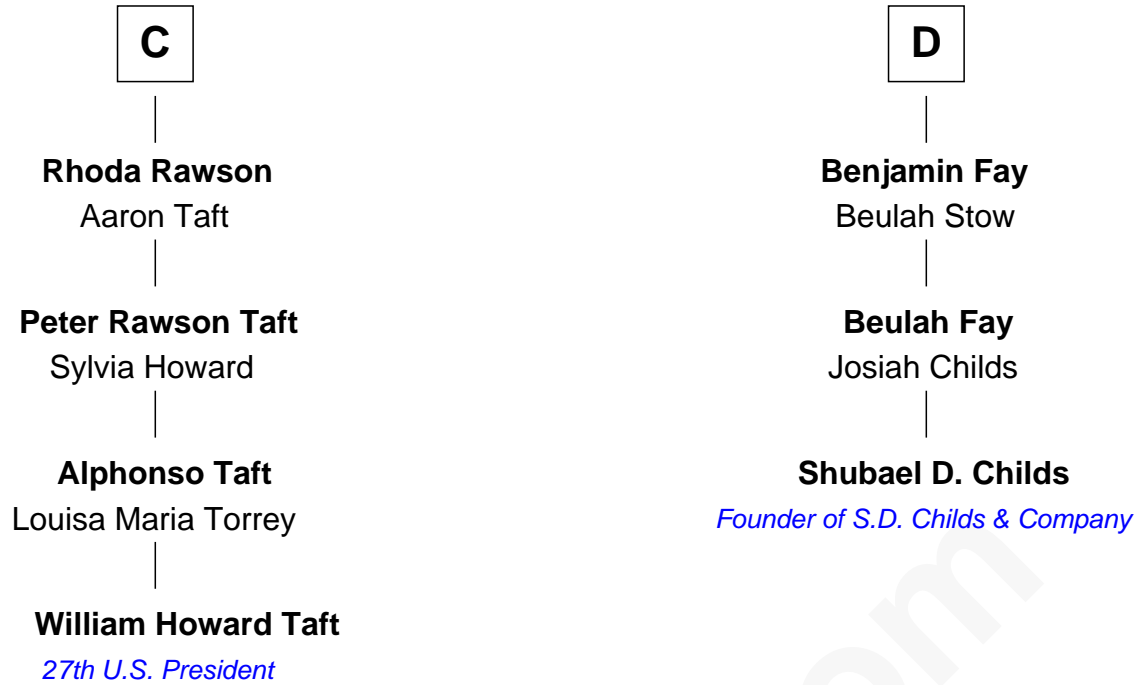 C
Rhoda Rawson
Aaron Taft
Peter Rawson Taft
Sylvia Howard
Alphonso Taft
Louisa Maria Torrey
William Howard Taft
27th U.S. President
D
Benjamin Fay
Beulah Stow
Beulah Fay
Josiah Childs
Shubael D. Childs
Founder of S.D. Childs & Company
om